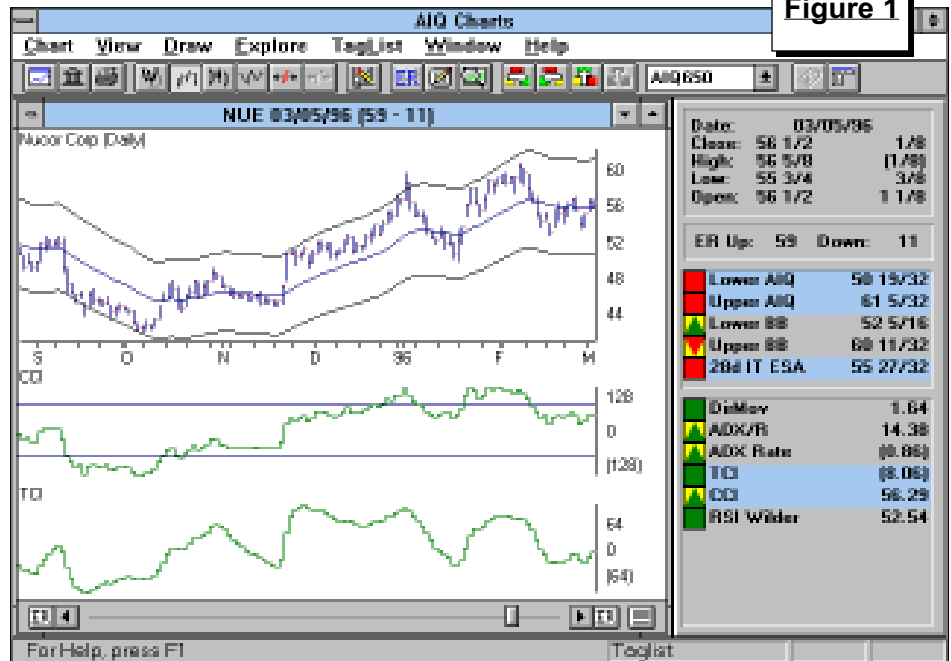 Figure 1
AIQ Charts
Chart View Draw Explore TagList Window Help
AIQ650
NUE 03/05/96 (59 - 11)
Nucor Corp (Daily)
60
56
52
48
44
S O N D 96 F M
CCI
128
0
(128)
TCI
64
0
(64)
Date: 03/05/96
Close: 56 1/2 1/8
High: 56 5/8 (1/8)
Low: 55 3/4 3/8
Open: 56 1/2 1 1/8
ER Up: 59 Down: 11
Lower AIQ 50 19/32
Upper AIQ 61 5/32
Lower BB 52 5/16
Upper BB 60 11/32
28d IT ESA 55 27/32
DirMov 1.64
ADX/R 14.38
ADX Rate (0.86)
TCI (8.06)
CCI 56.29
RSI Wilder 52.54
For Help, press F1
Taglist